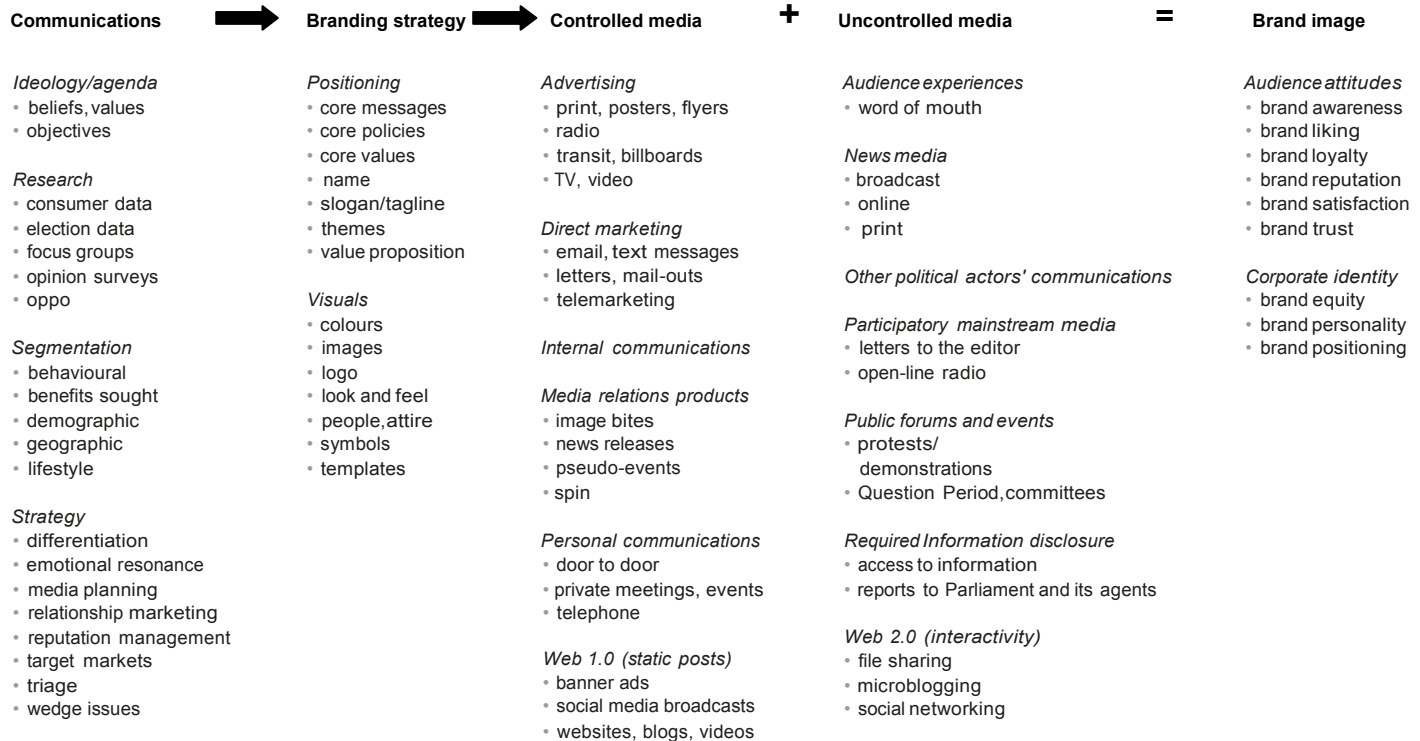 Communications
Branding strategy
Controlled media
+
Uncontrolled media
=
Brand image
Ideology/agenda
• beliefs, values
• objectives
Research
• consumer data
• election data
• focus groups
• opinion surveys
• oppo
Segmentation
• behavioural
• benefits sought
• demographic
• geographic
• lifestyle
Strategy
• differentiation
• emotional resonance
• media planning
• relationship marketing
• reputation management
• target markets
• triage
• wedge issues
Positioning
• core messages
• core policies
• core values
• name
• slogan/tagline
• themes
• value proposition
Visuals
• colours
• images
• logo
• look and feel
• people, attire
• symbols
• templates
Advertising
• print, posters, flyers
• radio
• transit, billboards
• TV, video
Direct marketing
• email, text messages
• letters, mail-outs
• telemarketing
Internal communications
Media relations products
• image bites
• news releases
• pseudo-events
• spin
Personal communications
• door to door
• private meetings, events
• telephone
Web 1.0 (static posts)
• banner ads
• social media broadcasts
• websites, blogs, videos
Audience experiences
• word of mouth
News media
• broadcast
• online
• print
Other political actors' communications
Participatory mainstream media
• letters to the editor
• open-line radio
Public forums and events
• protests/
demonstrations
• Question Period, committees
Required Information disclosure
• access to information
• reports to Parliament and its agents
Web 2.0 (interactivity)
• file sharing
• microblogging
• social networking
Audience attitudes
• brand awareness
• brand liking
• brand loyalty
• brand reputation
• brand satisfaction
• brand trust
Corporate identity
• brand equity
• brand personality
• brand positioning